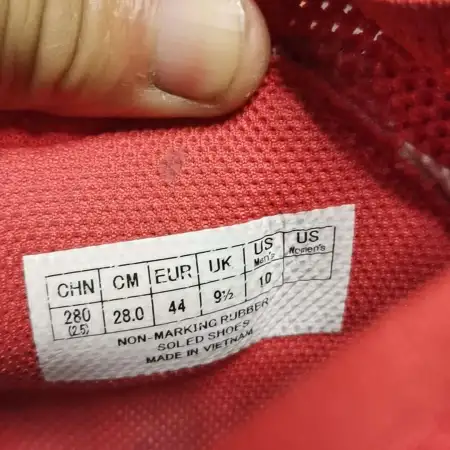 CHN CM EUR UK US Men's US Women's
280 (2.5) 28.0 44 9½ 10
NON-MARKING RUBBER
SOLED SHOES
MADE IN VIETNAM